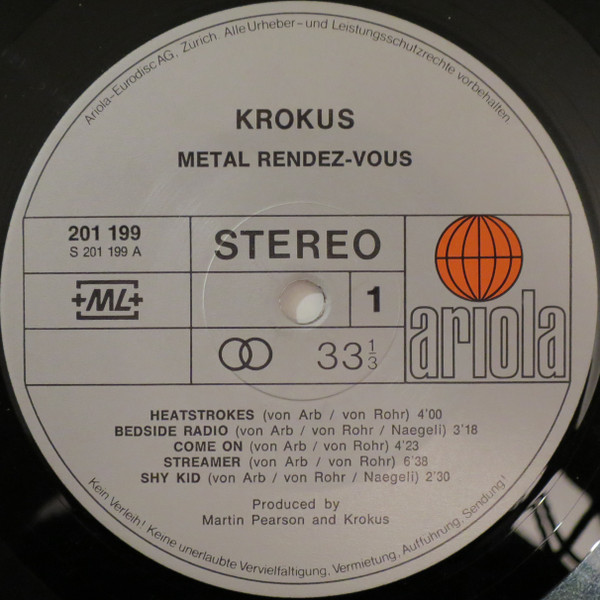 Ariola-Eurodisc AG, Zürich. Alle Urheber- und Leistungsschutzrechte vorbehalten.
KROKUS
METAL RENDEZ-VOUS
201 199
S 201 199 A
STEREO
+ML+
1
33 1/3
ariola
HEATSTROKES (von Arb / von Rohr) 4'00
BEDSIDE RADIO (von Arb / von Rohr / Naegeli) 3'18
COME ON (von Arb / von Rohr) 4'23
STREAMER (von Arb / von Rohr) 6'38
SHY KID (von Arb / von Rohr / Naegeli) 2'30
Produced by
Martin Pearson and Krokus
Kein Verleih! Keine unerlaubte Vervielfältigung, Vermietung, Aufführung, Sendung!